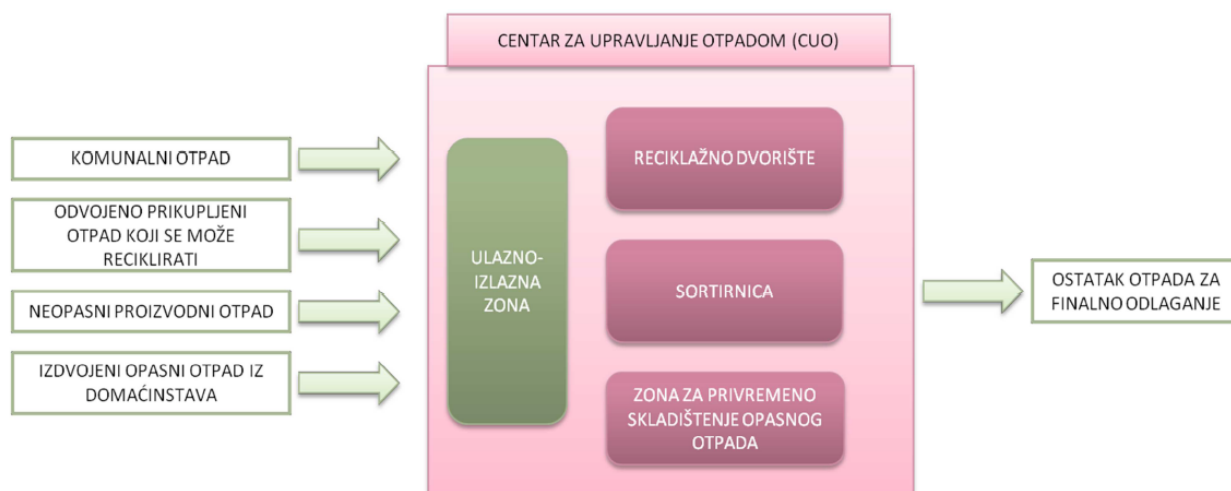 CENTAR ZA UPRAVLJANJE OTPADOM (CUO)
KOMUNALNI OTPAD
ODVOJENO PRIKUPLJENI
OTPAD KOJI SE MOŽE
RECIKLIRATI
NEOPASNI PROIZVODNI OTPAD
IZDVOJENI OPASNI OTPAD IZ
DOMAĆINSTAVA
ULAZNO-
IZLAZNA
ZONA
RECIKLAŽNO DVORIŠTE
SORTIRNICA
ZONA ZA PRIVREMENO
SKLADIŠTENJE OPASNOG
OTPADA
OSTATAK OTPADA ZA
FINALNO ODLAGANJE